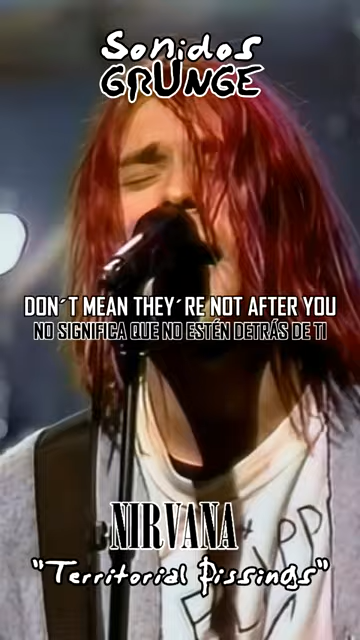 Sonidos
GRUNGE
DON´T MEAN THEY´RE NOT AFTER YOU
NO SIGNIFICA QUE NO ESTÉN DETRÁS DE TI
NIRVANA
"Territorial Pissings"